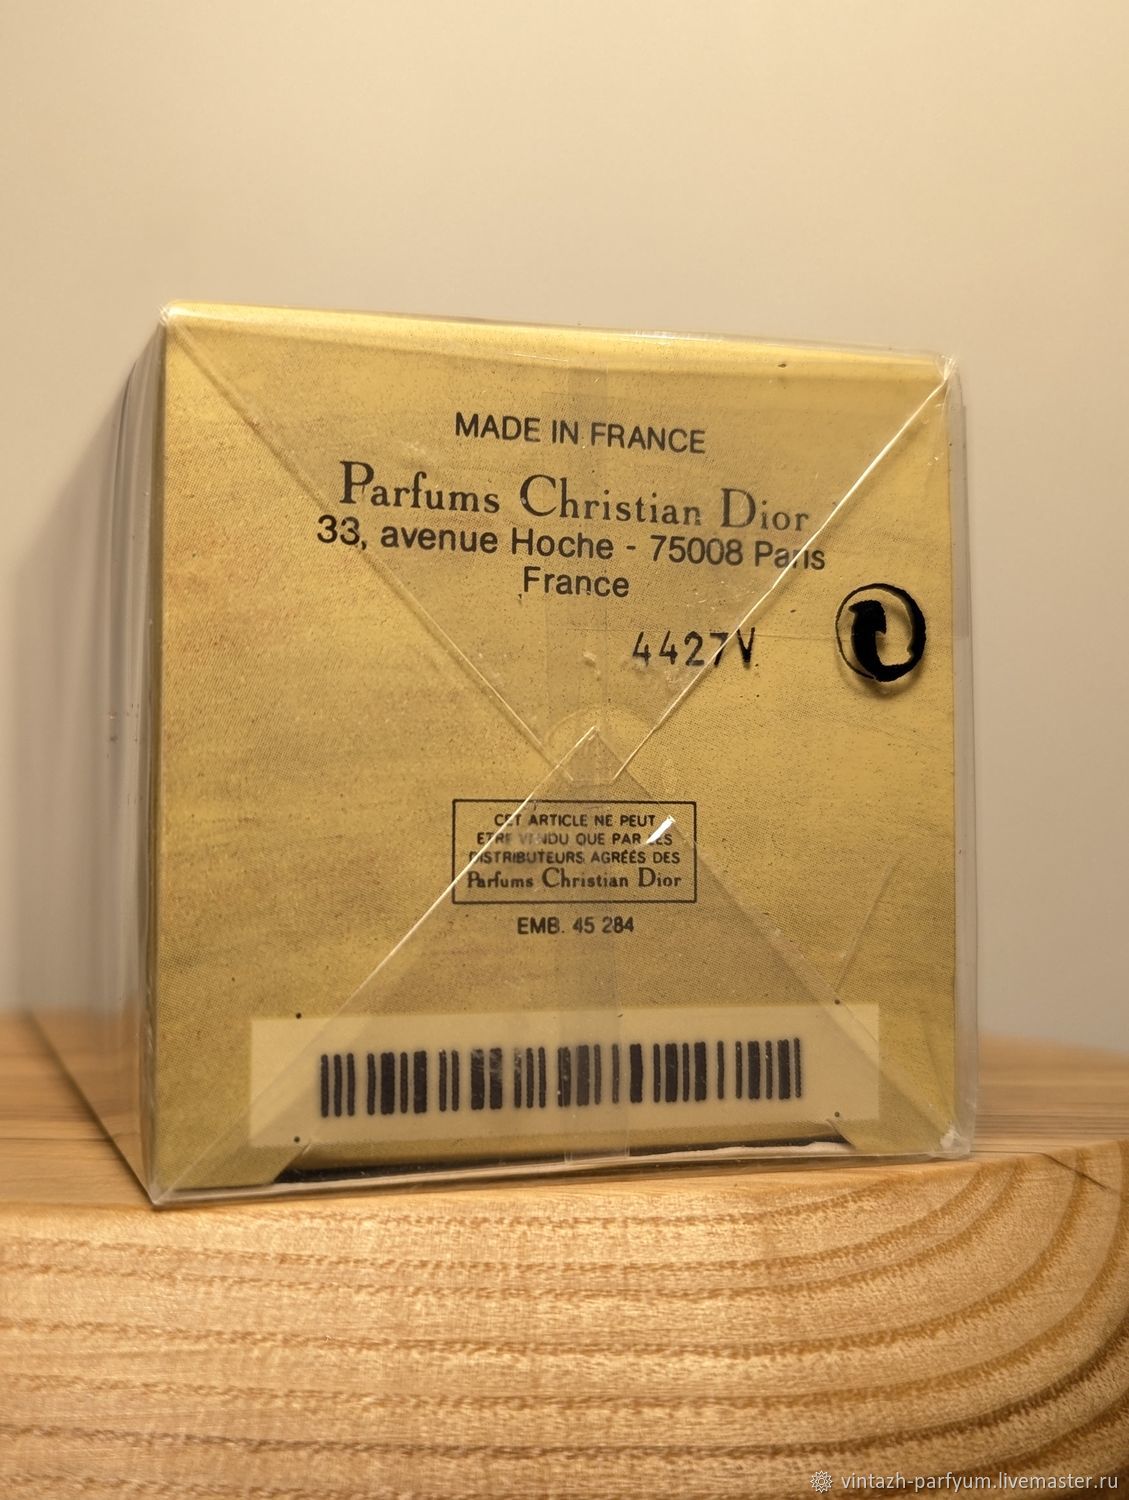 MADE IN FRANCE
Parfums Christian Dior
33, avenue Hoche - 75008 Paris
France
4427V
CET ARTICLE NE PEUT
ETRE VENDU QUE PAR LES
DISTRIBUTEURS AGRÉÉS DES
Parfums Christian Dior
EMB. 45 284
vintazh-parfyum.livemaster.ru